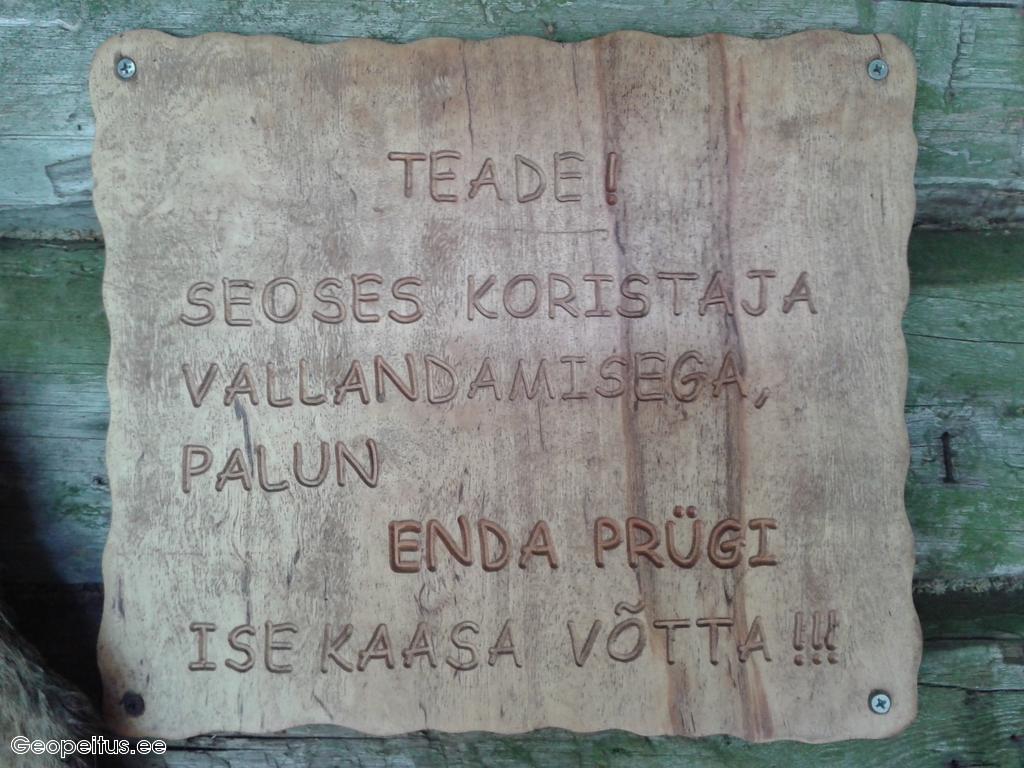 TEADE!
SEOSES KORISTAJA
VALLANDAMISEGA,
PALUN
ENDA PRÜGI
ISE KAASA VÕTTA!!!
Geopeitus.ee